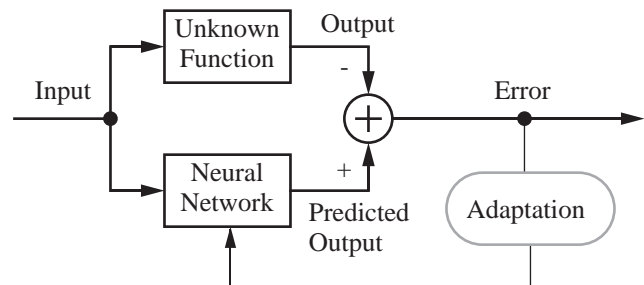 Unknown
Function
Output
-
Input
+
Error
Neural
Network
+
Predicted
Output
Adaptation